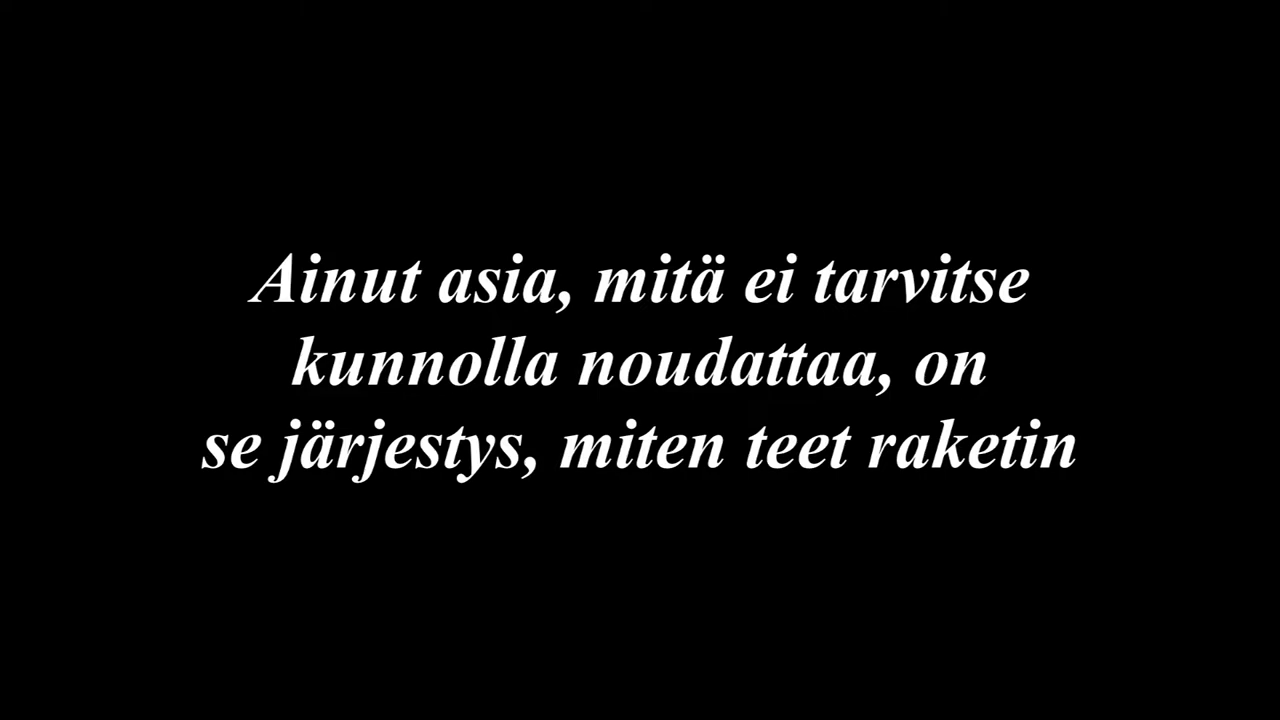 Ainut asia, mitä ei tarvitse
kunnolla noudattaa, on
se järjestys, miten teet raketin